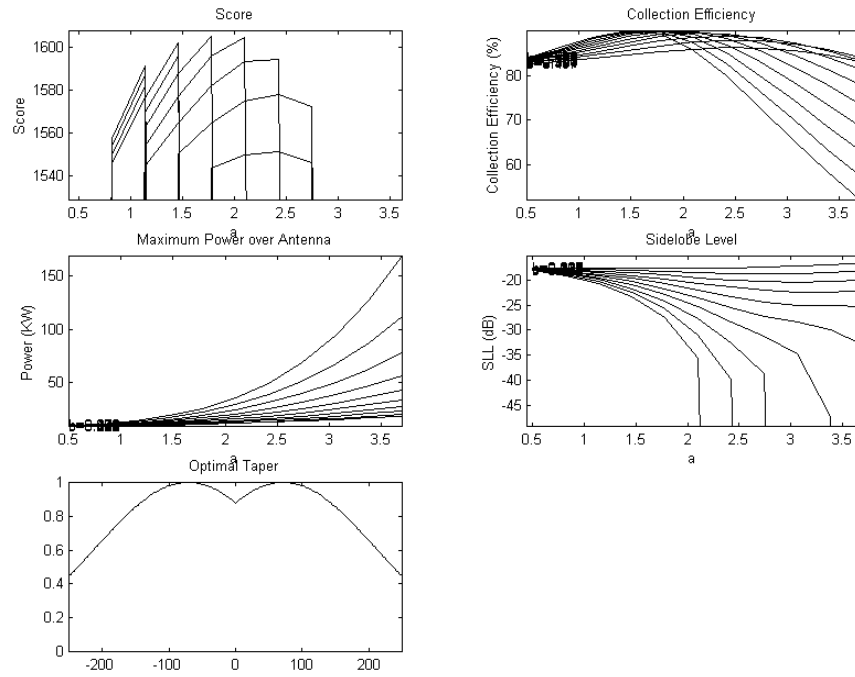 Score
Score
1600
1580
1560
1540
0.5 1 1.5 2 2.5 3 3.5
a
Collection Efficiency
Collection Efficiency (%)
80
70
60
0.5 1 1.5 2 2.5 3 3.5
a
Maximum Power over Antenna
Power (KW)
150
100
50
0.5 1 1.5 2 2.5 3 3.5
a
Sidelobe Level
SLL (dB)
-20
-25
-30
-35
-40
-45
0.5 1 1.5 2 2.5 3 3.5
a
Optimal Taper
1
0.8
0.6
0.4
0.2
0
-200 -100 0 100 200